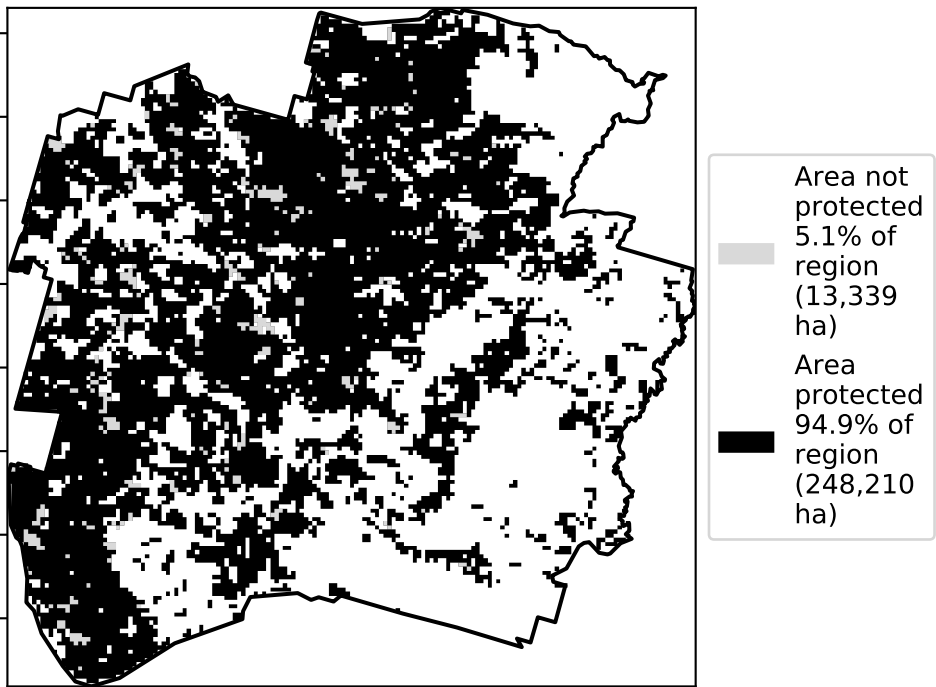 Area not
protected
5.1% of
region
(13,339
ha)
Area
protected
94.9% of
region
(248,210
ha)